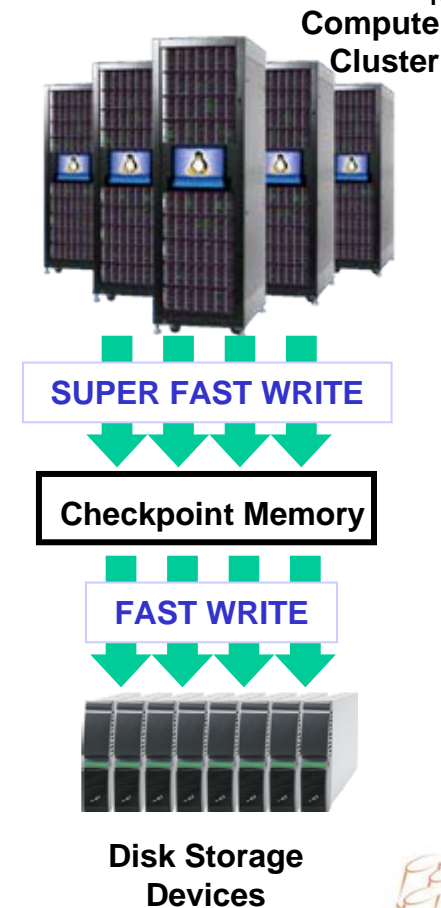 Compute
Cluster
SUPER FAST WRITE
Checkpoint Memory
FAST WRITE
Disk Storage
Devices